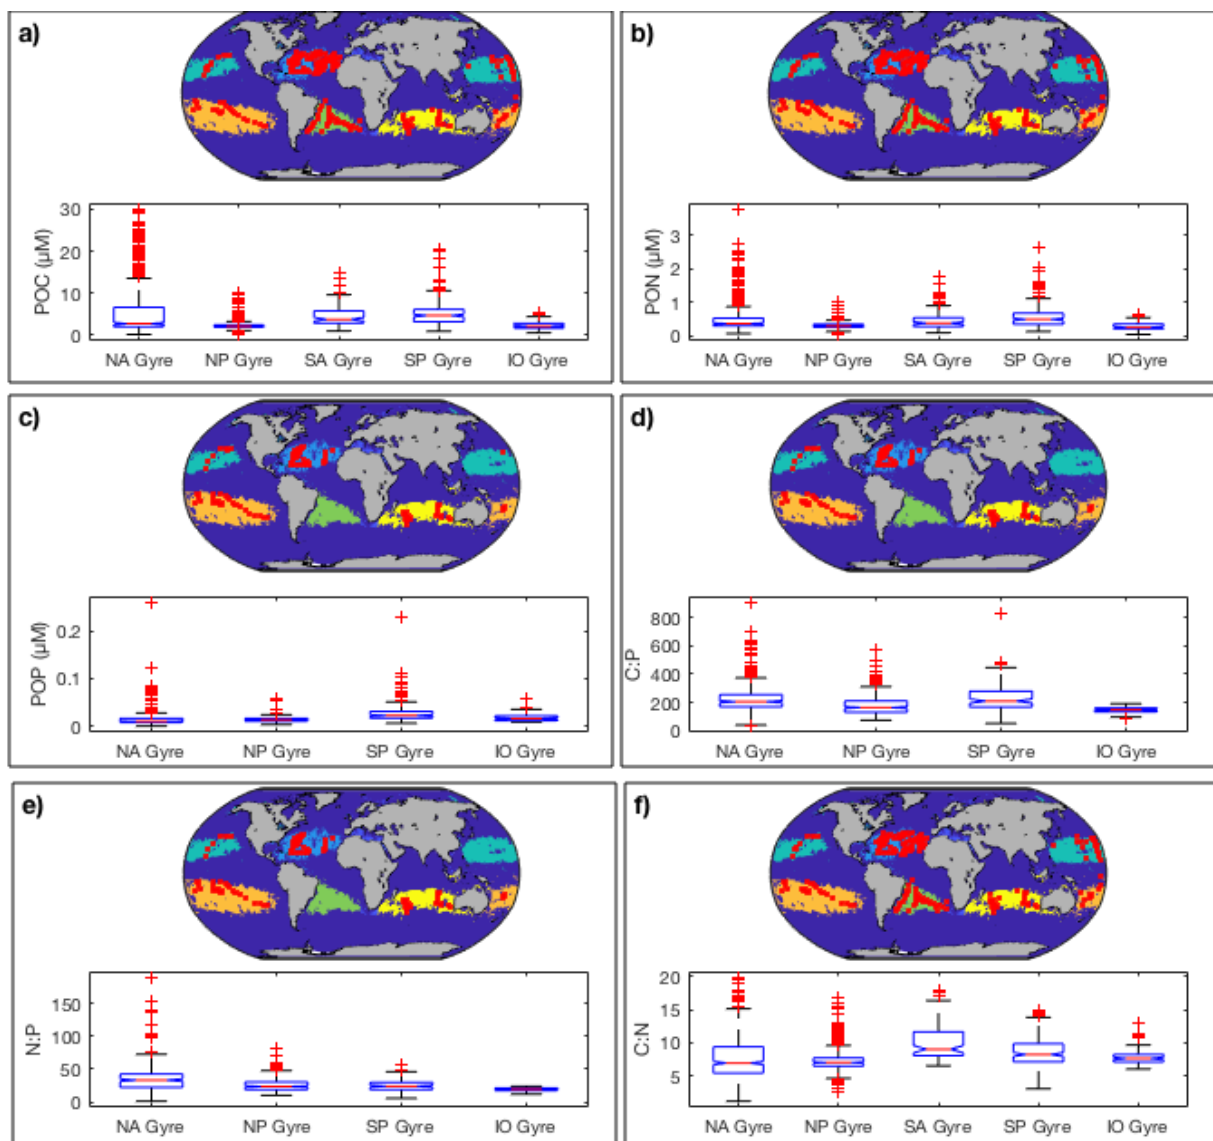 a)
30
20
10
0
POC (µM)
NA Gyre NP Gyre SA Gyre SP Gyre IO Gyre
b)
3
2
1
0
PON (µM)
NA Gyre NP Gyre SA Gyre SP Gyre IO Gyre
c)
0.2
0.1
0
POP (µM)
NA Gyre NP Gyre SP Gyre IO Gyre
d)
800
600
400
200
0
C:P
NA Gyre NP Gyre SP Gyre IO Gyre
e)
150
100
50
0
N:P
NA Gyre NP Gyre SP Gyre IO Gyre
f)
20
15
10
5
C:N
NA Gyre NP Gyre SA Gyre SP Gyre IO Gyre